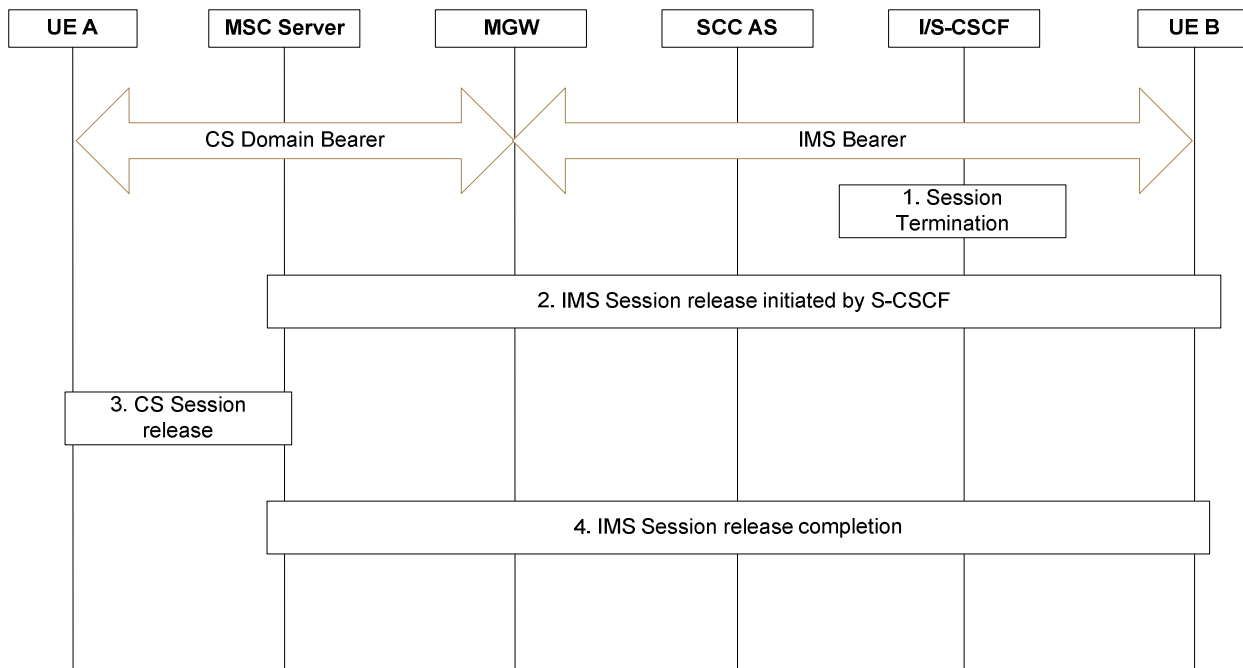 UE A
MSC Server
MGW
SCC AS
I/S-CSCF
UE B
CS Domain Bearer
IMS Bearer
1. Session
Termination
2. IMS Session release initiated by S-CSCF
3. CS Session
release
4. IMS Session release completion